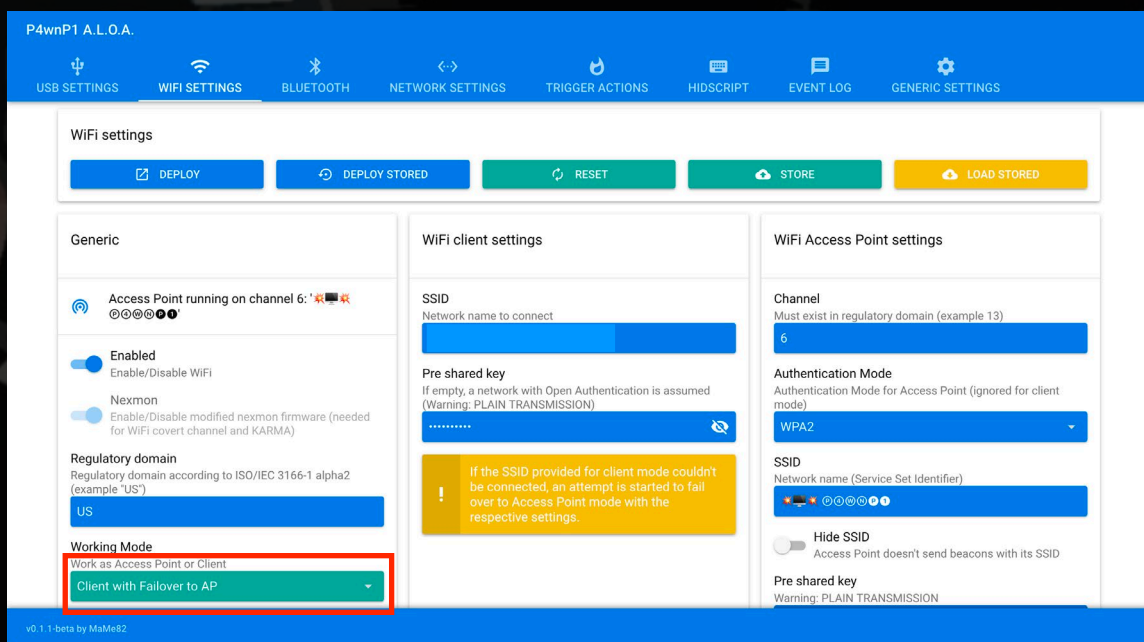 P4wnP1 A.L.O.A.
USB SETTINGS WIFI SETTINGS BLUETOOTH NETWORK SETTINGS TRIGGER ACTIONS HIDSCRIPT EVENT LOG GENERIC SETTINGS
WiFi settings
DEPLOY DEPLOY STORED RESET STORE LOAD STORED
Generic
Access Point running on channel 6: '💥🖥💥
Ⓟ④ⓌⓃ🅟❶'
Enabled
Enable/Disable WiFi
Nexmon
Enable/Disable modified nexmon firmware (needed
for WiFi covert channel and KARMA)
Regulatory domain
Regulatory domain according to ISO/IEC 3166-1 alpha2
(example "US")
US
Working Mode
Work as Access Point or Client
Client with Failover to AP
WiFi client settings
SSID
Network name to connect
Pre shared key
If empty, a network with Open Authentication is assumed
(Warning: PLAIN TRANSMISSION)
··········
If the SSID provided for client mode couldn't
be connected, an attempt is started to fail
over to Access Point mode with the
respective settings.
WiFi Access Point settings
Channel
Must exist in regulatory domain (example 13)
6
Authentication Mode
Authentication Mode for Access Point (ignored for client
mode)
WPA2
SSID
Network name (Service Set Identifier)
💥🖥💥 Ⓟ④ⓌⓃ🅟❶
Hide SSID
Access Point doesn't send beacons with its SSID
Pre shared key
Warning: PLAIN TRANSMISSION
v0.1.1-beta by MaMe82